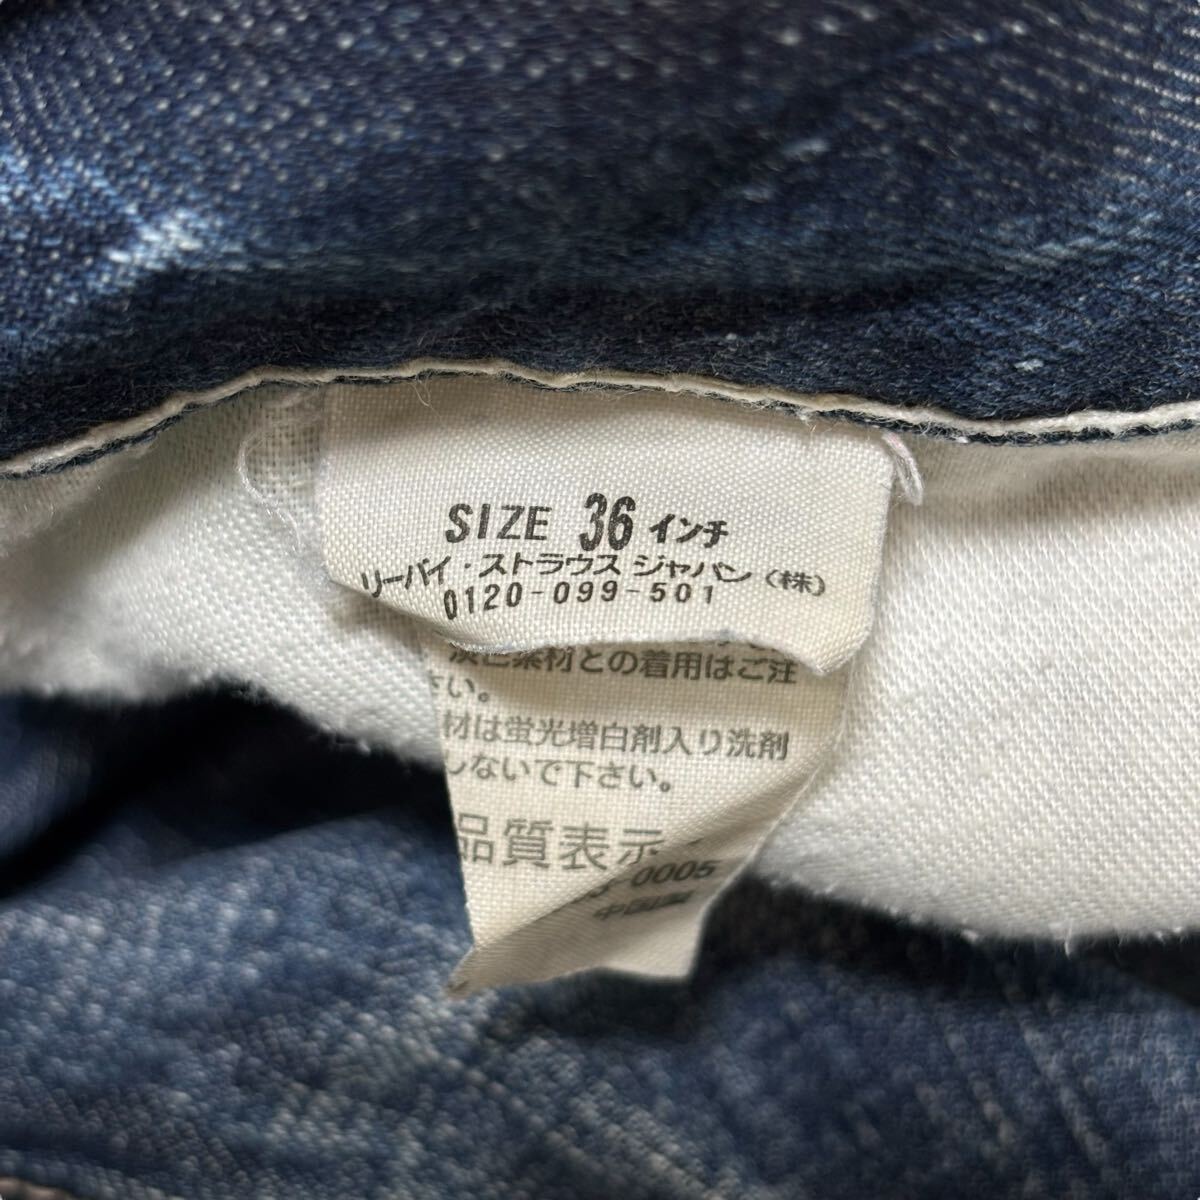 SIZE 36 インチ
リーバイ・ストラウス ジャパン(株)
0120-099-501
淡色素材との着用はご注
さい。
材は蛍光増白剤入り洗剤
しないで下さい。
品質表示
-0005
中国製